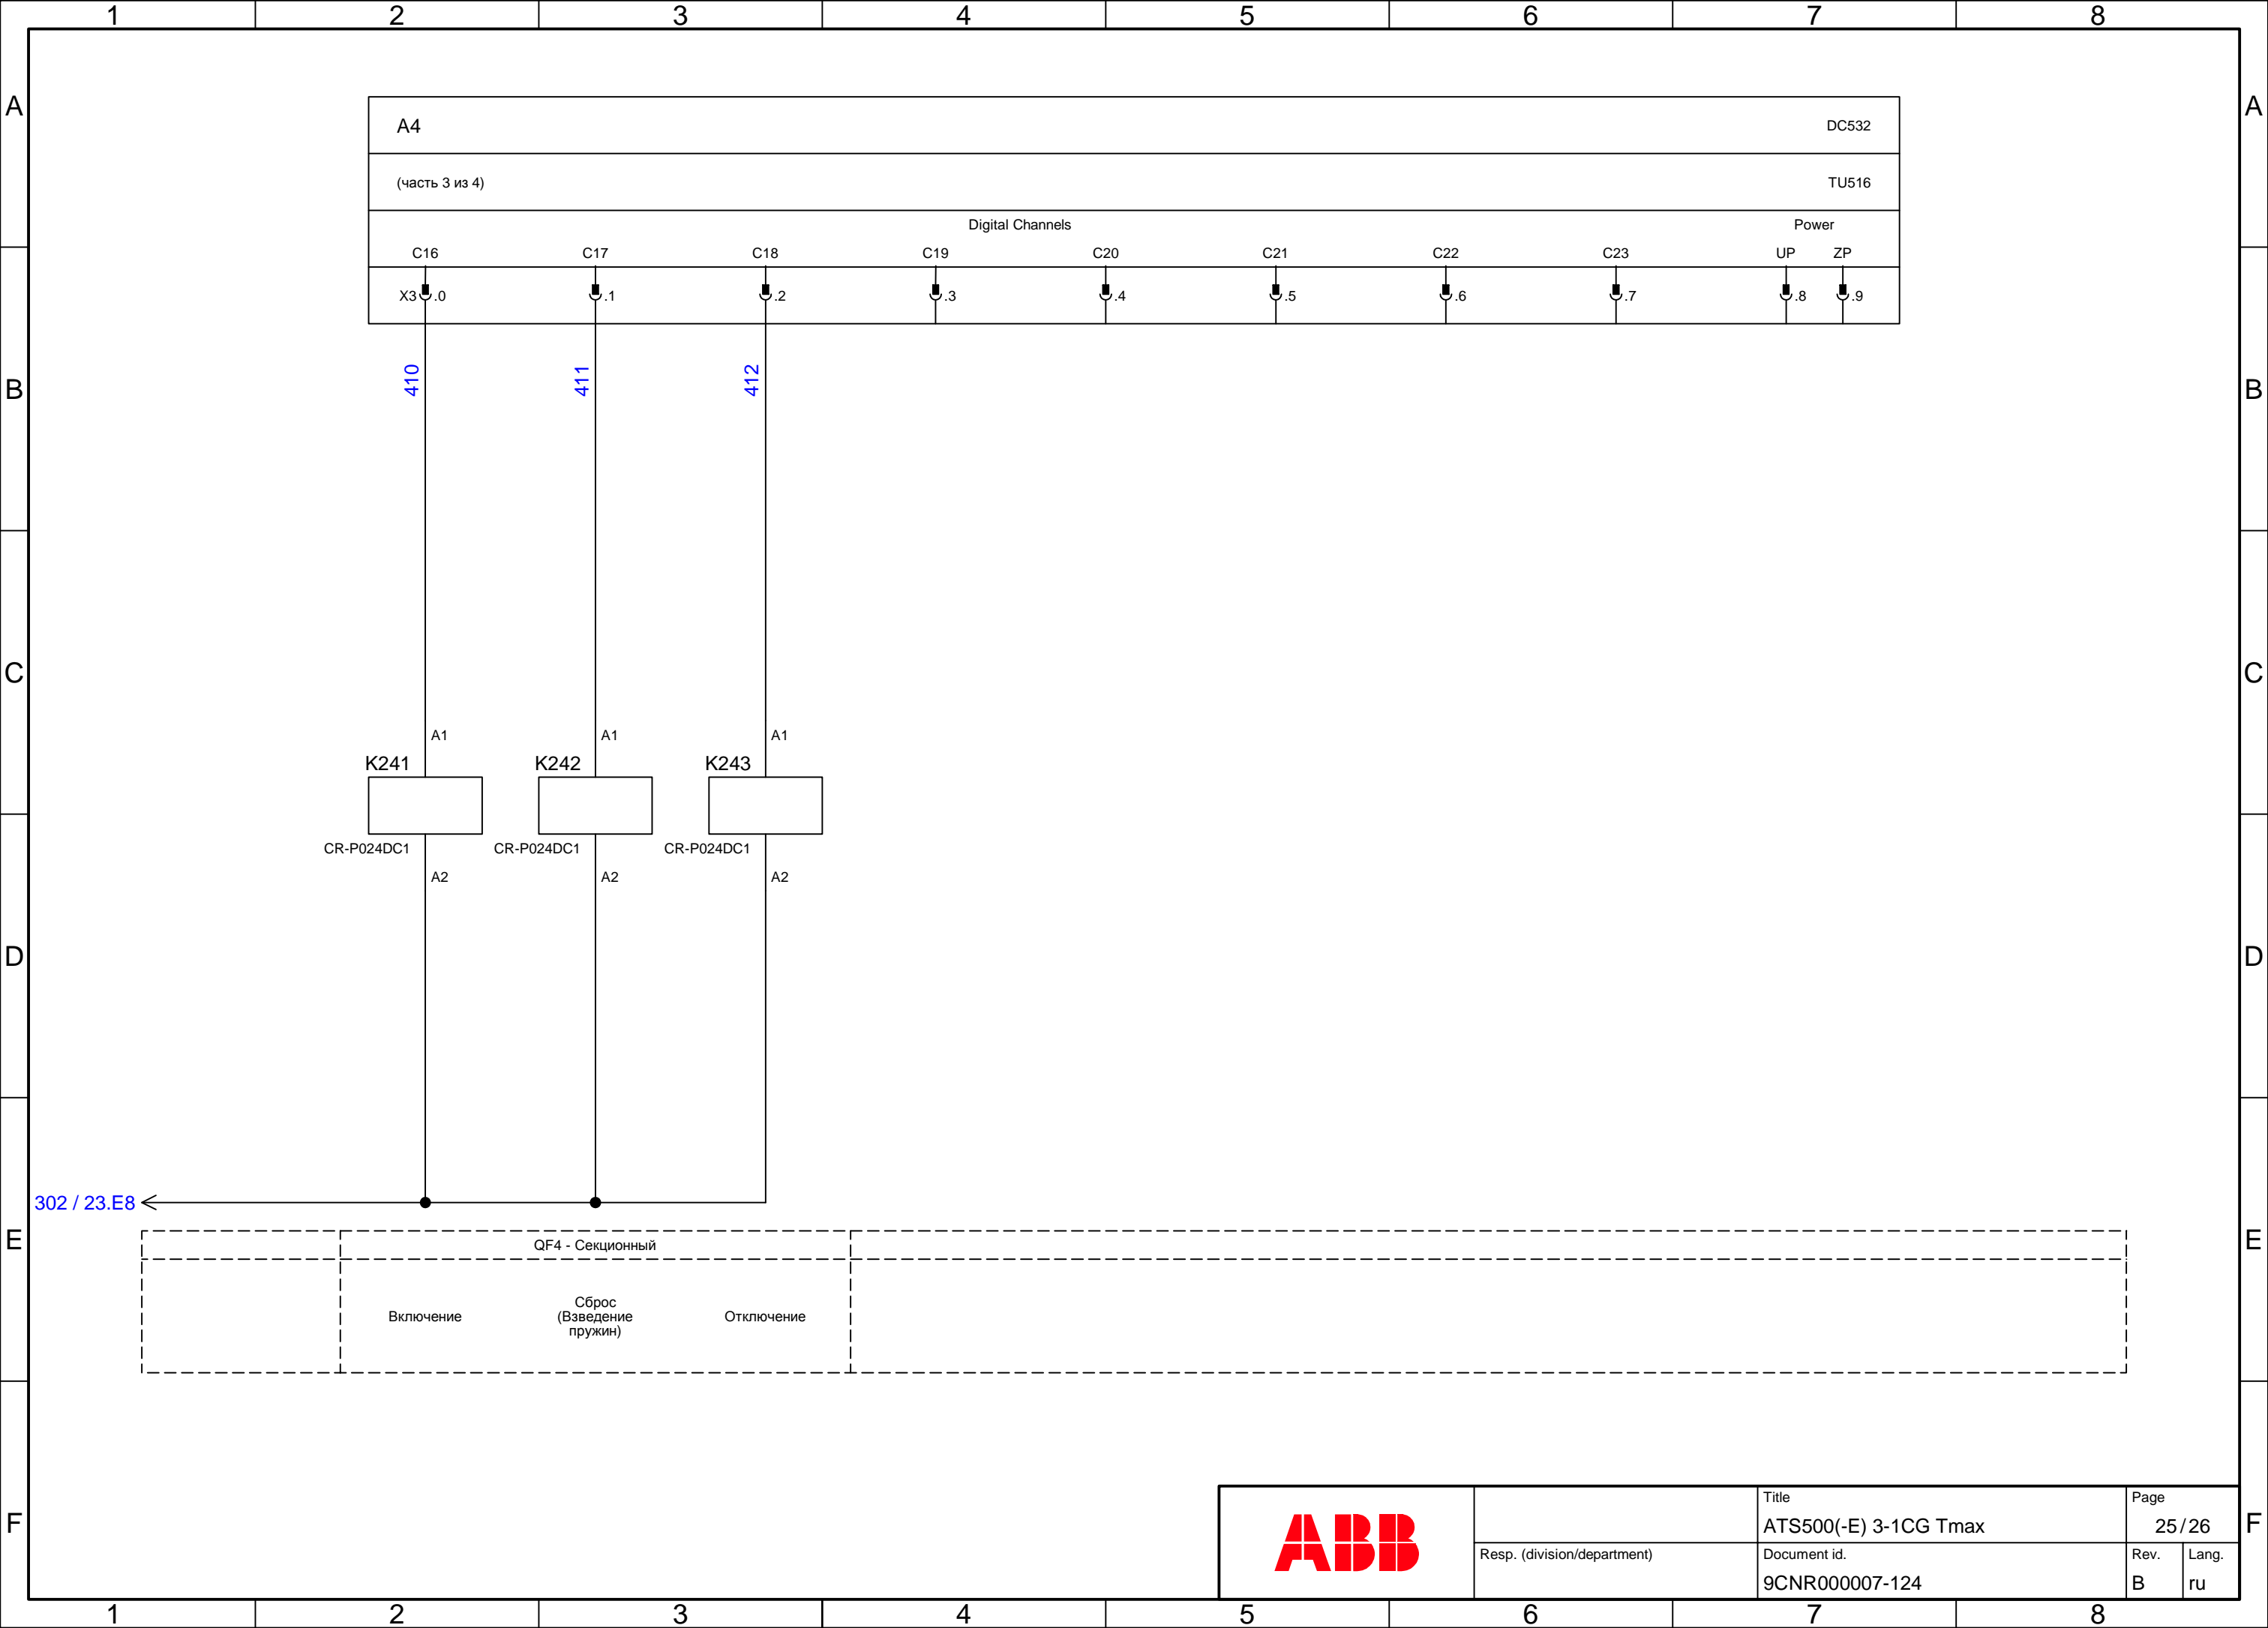 1 2 3 4 5 6 7 8
A A
A4 DC532
(часть 3 из 4) TU516
Digital Channels Power
C16 C17 C18 C19 C20 C21 C22 C23 UP ZP
X3 .0 .1 .2 .3 .4 .5 .6 .7 .8 .9
410 411 412
B B
C C
A1 A1 A1
K241 K242 K243
CR-P024DC1 CR-P024DC1 CR-P024DC1
A2 A2 A2
D D
302 / 23.E8
E E
QF4 - Секционный
Включение
Сброс
(Взведение
пружин)
Отключение
F F
ABB
Title
ATS500(-E) 3-1CG Tmax
Page
25 / 26
Resp. (division/department)
Document id.
9CNR000007-124
Rev.
B
Lang.
ru
1 2 3 4 5 6 7 8